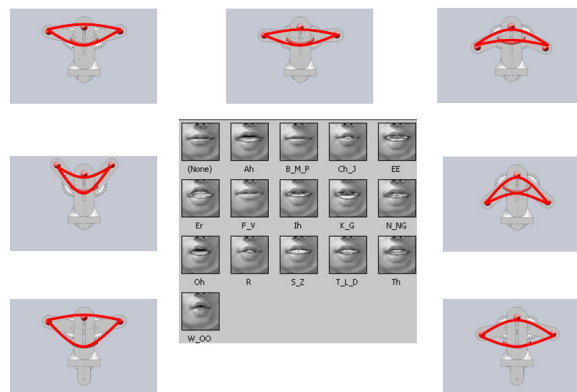 (None) Ah B_M_P Ch_J EE
Er F_V Ih K_G N_NG
Oh R S_Z T_L_D Th
W_OO